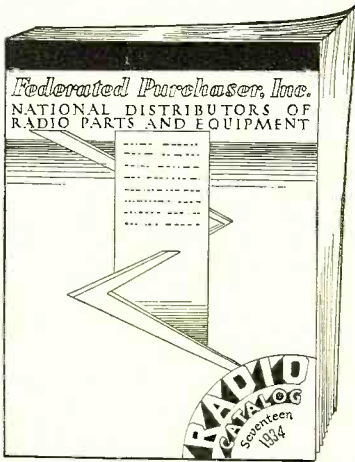 Federated Purchaser, Inc.
NATIONAL DISTRIBUTORS OF
RADIO PARTS AND EQUIPMENT
RADIO
CATALOG
Seventeen
1934